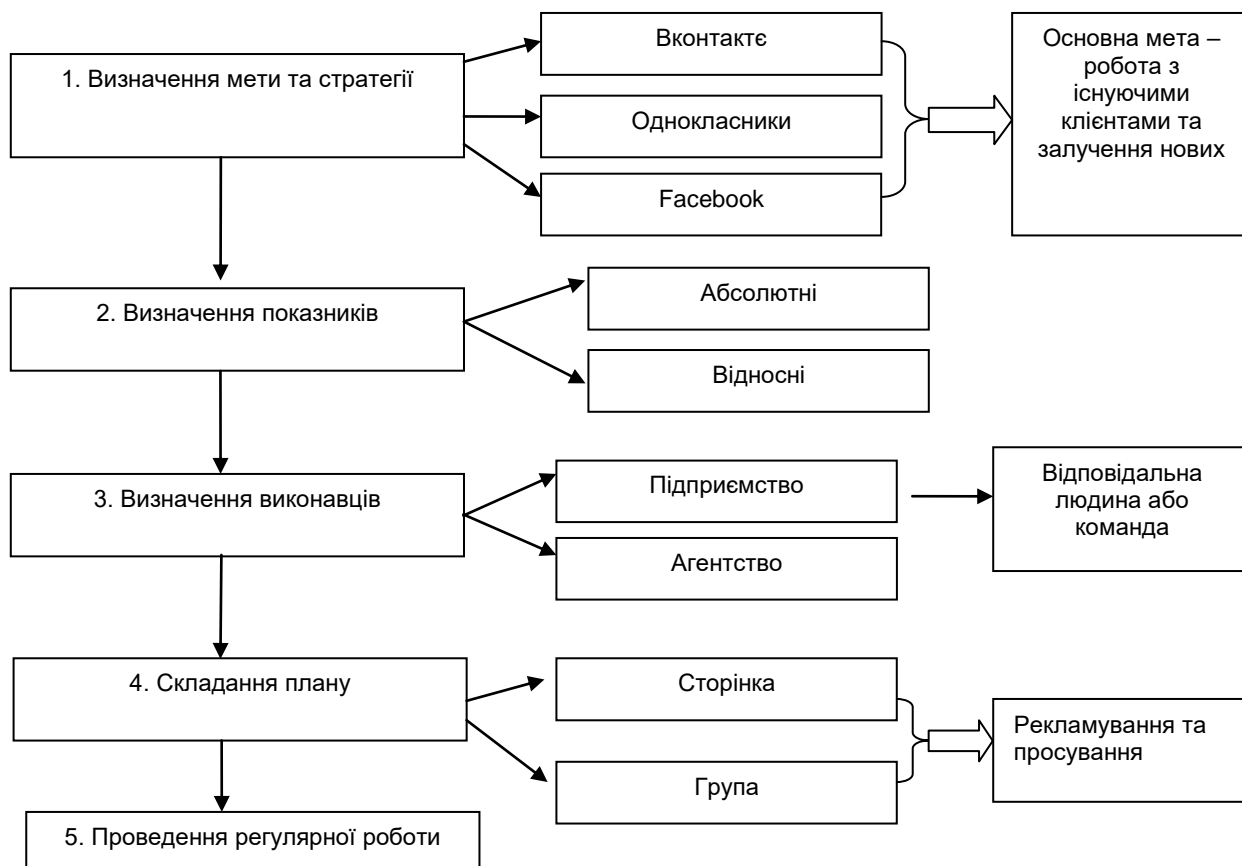 1. Визначення мети та стратегії
Вконтактє
Однокласники
Facebook
Основна мета –
робота з
існуючими
клієнтами та
залучення нових
2. Визначення показників
Абсолютні
Відносні
3. Визначення виконавців
Підприємство
Агентство
Відповідальна
людина або
команда
4. Складання плану
Сторінка
Група
Рекламування та
просування
5. Проведення регулярної роботи